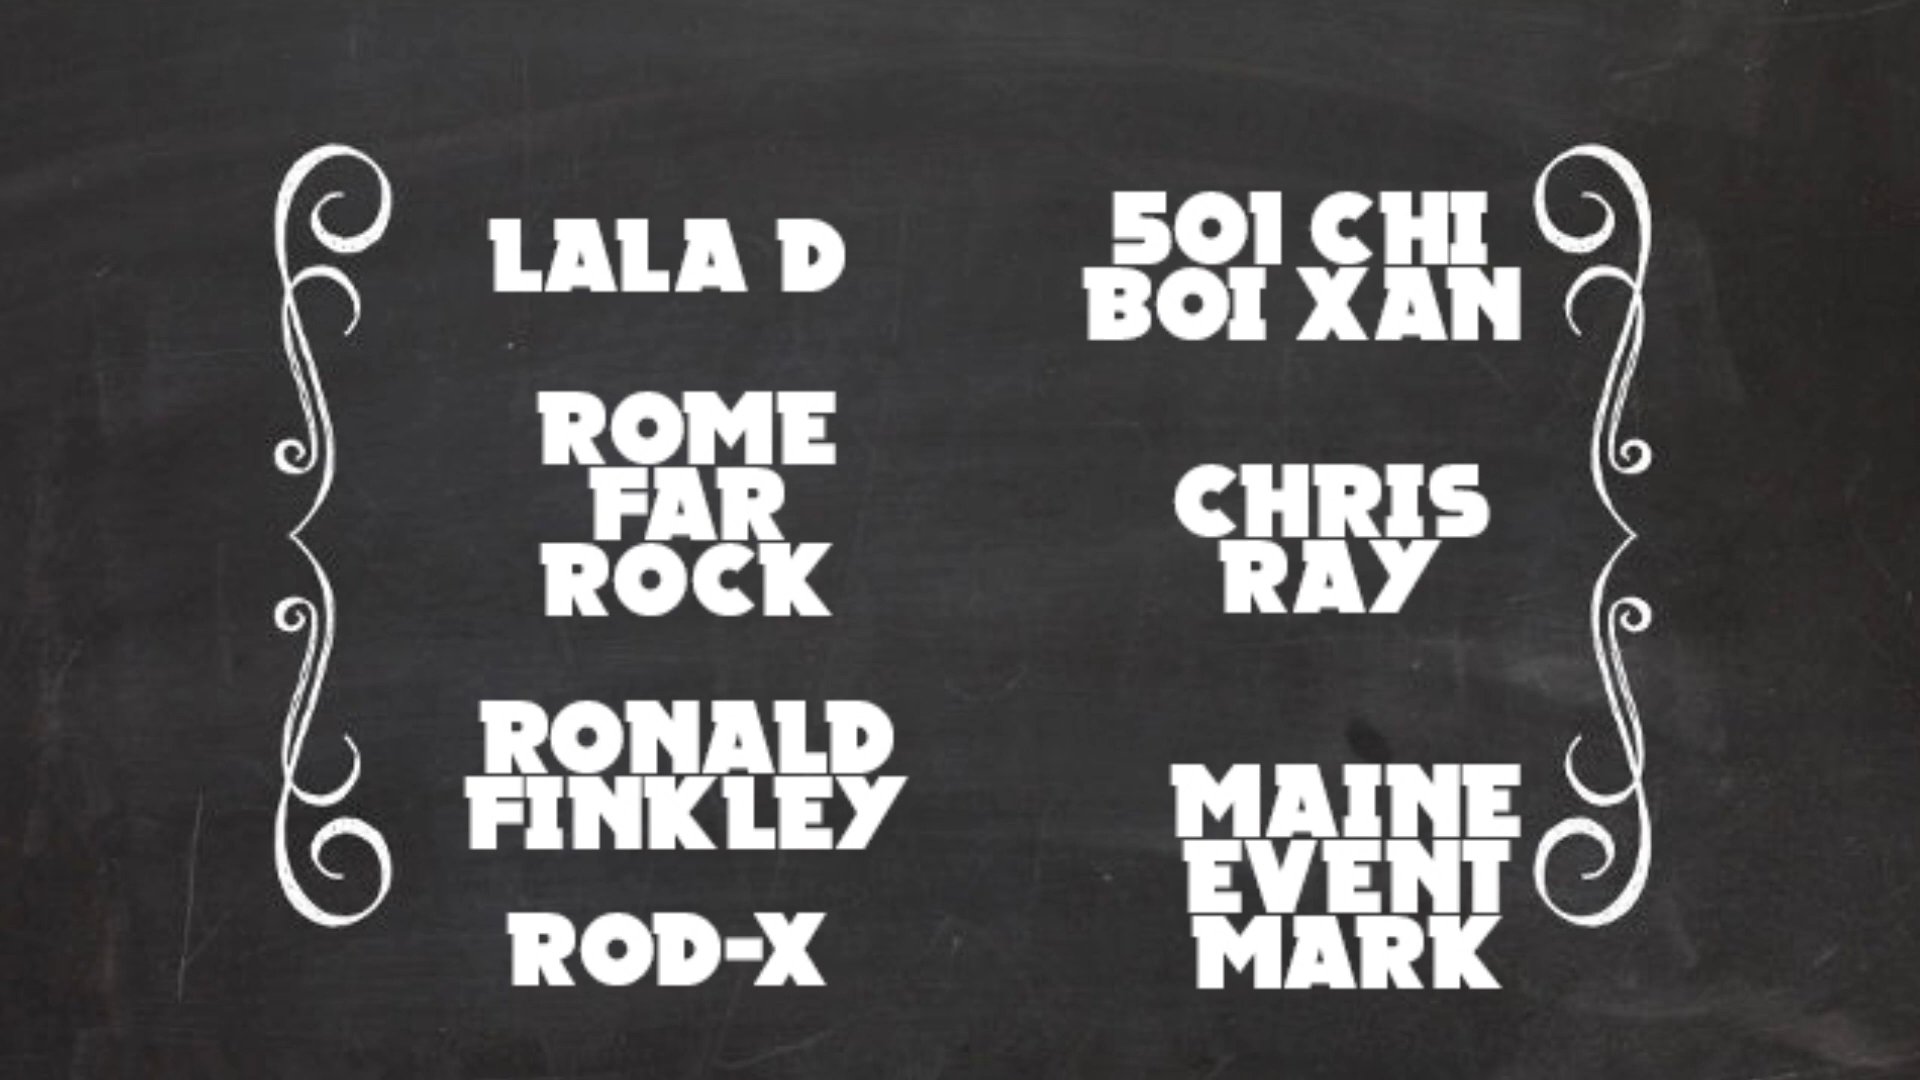 LALA D
ROME
FAR
ROCK
RONALD
FINKLEY
ROD-X
501 CHI
BOI XAN
CHRIS
RAY
MAINE
EVENT
MARK